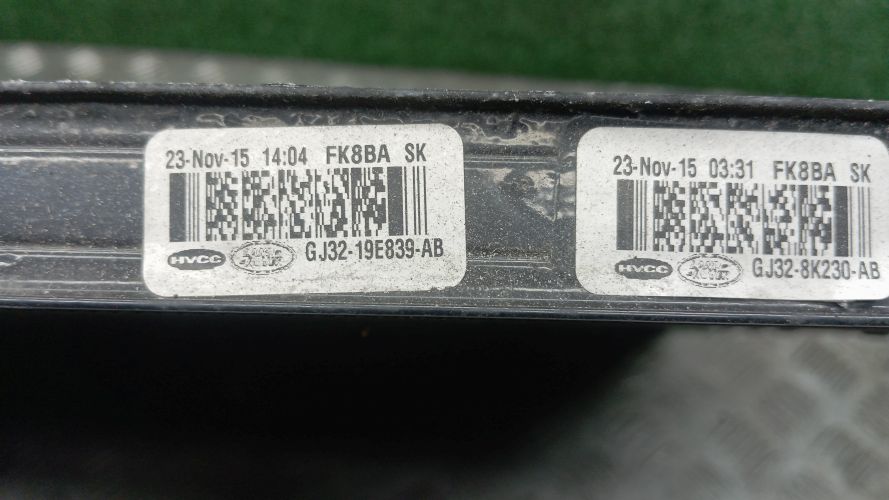 23-Nov-15 14:04 FK8BA SK
HVCC GJ32-19E839-AB
23-Nov-15 03:31 FK8BA SK
HVCC GJ32-8K230-AB